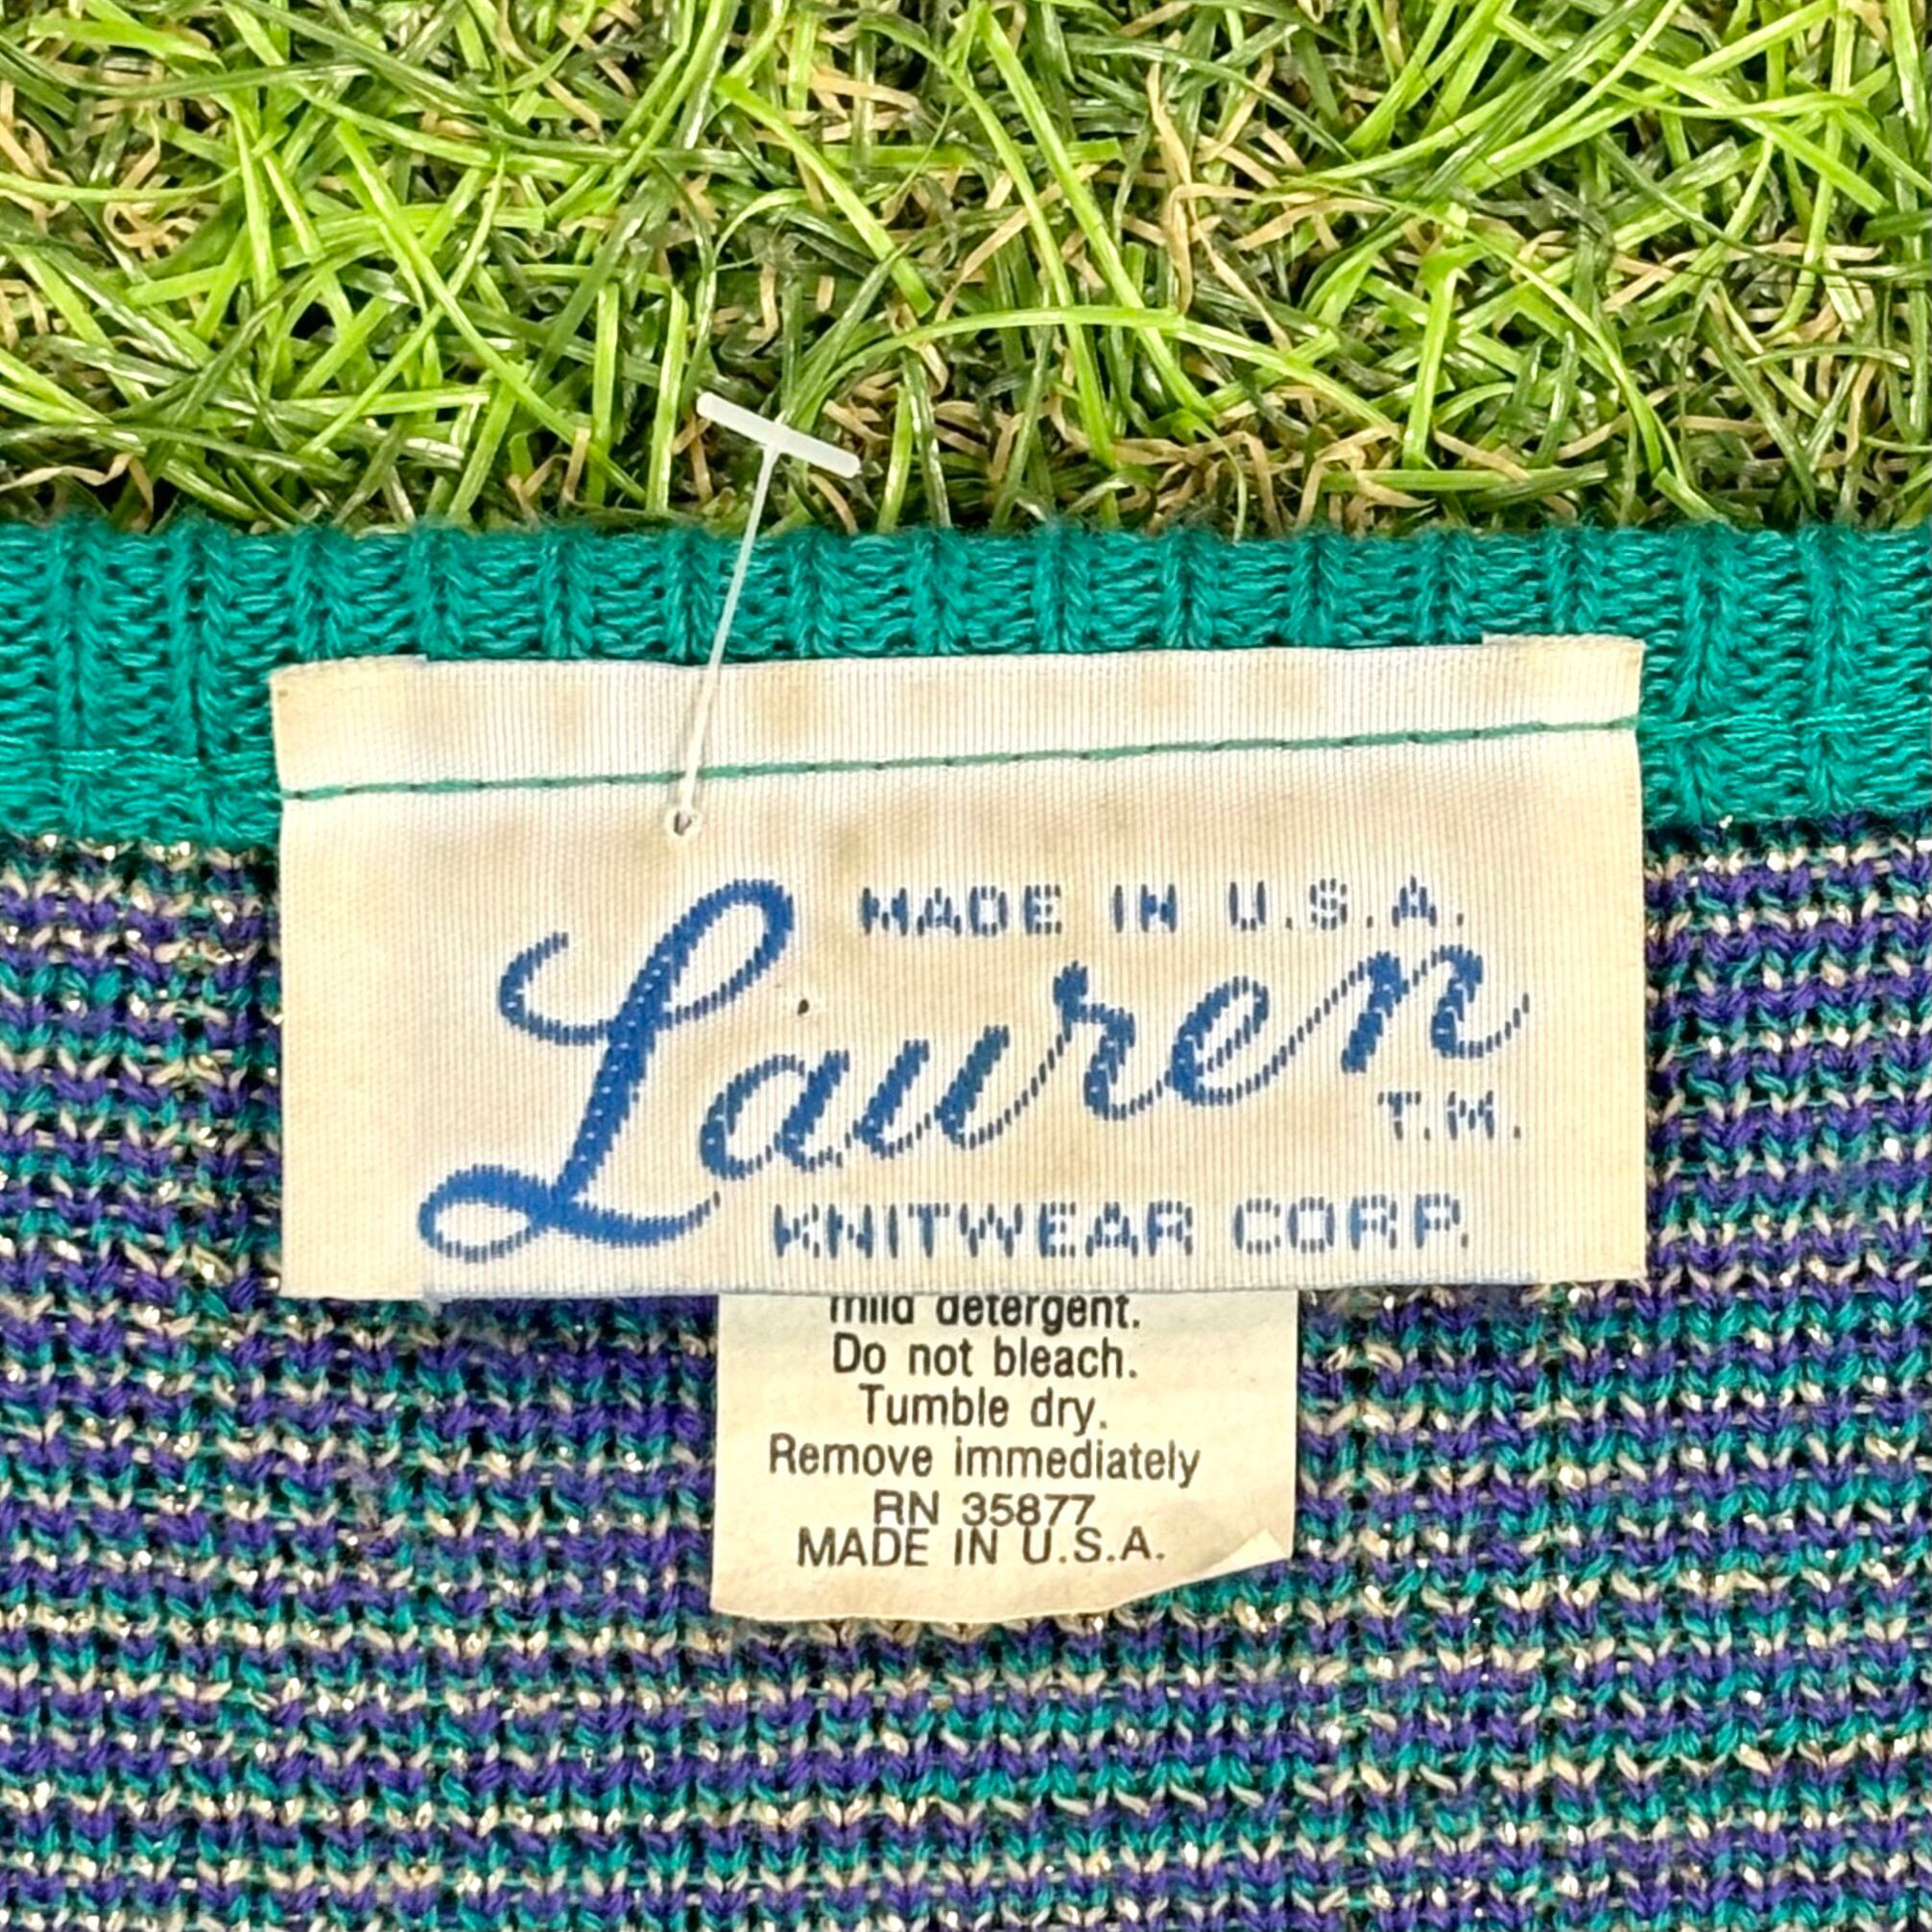 MADE IN U.S.A.
Lauren
T.M.
KNITWEAR CORP.
mild detergent.
Do not bleach.
Tumble dry.
Remove immediately
RN 35877
MADE IN U.S.A.